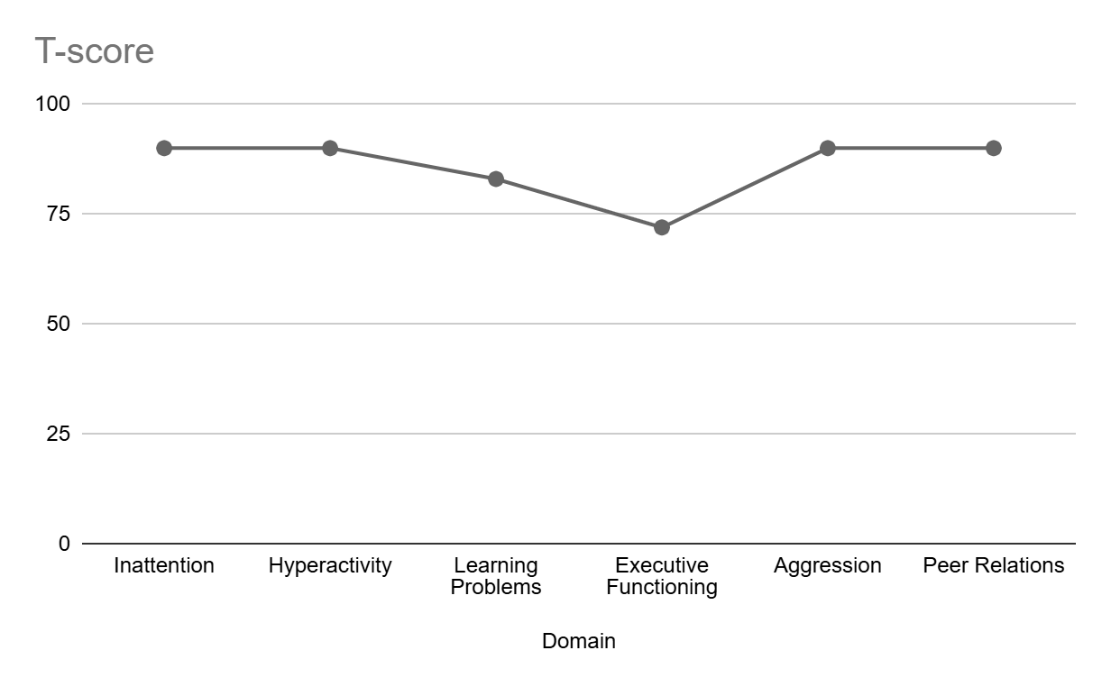 T-score
100
75
50
25
0
Inattention
Hyperactivity
Learning
Problems
Executive
Functioning
Aggression
Peer Relations
Domain